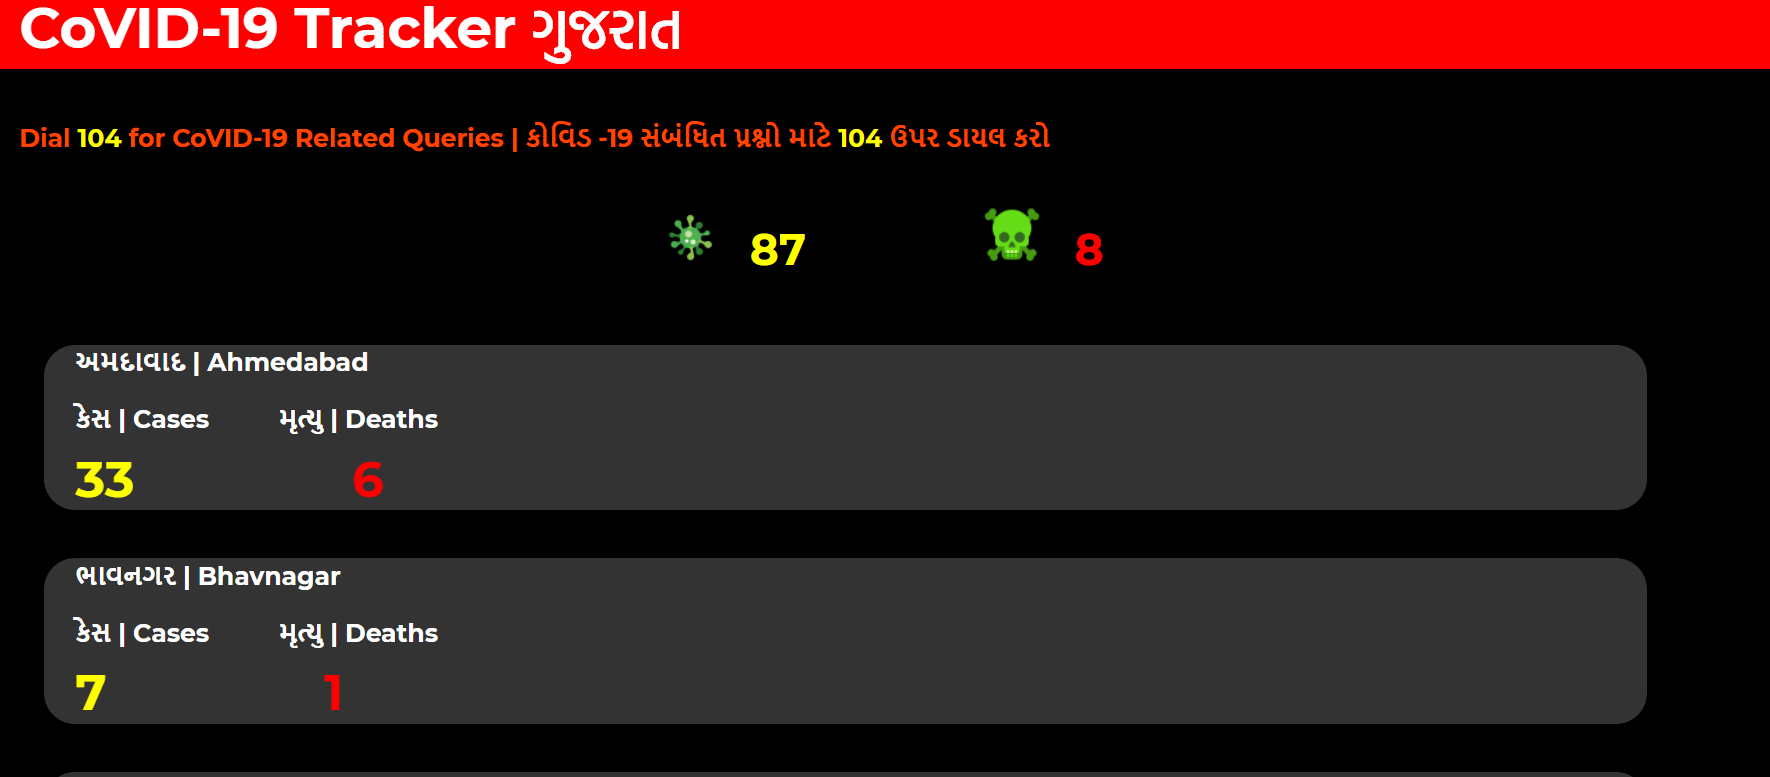 CoVID-19 Tracker ગુજરાત
Dial 104 for CoVID-19 Related Queries | કોવિડ -19 સંબંધિત પ્રશ્નો માટે 104 ઉપર ડાયલ કરો
87 8
અમદાવાદ | Ahmedabad
કેસ | Cases મૃત્યુ | Deaths
33 6
ભાવનગર | Bhavnagar
કેસ | Cases મૃત્યુ | Deaths
7 1